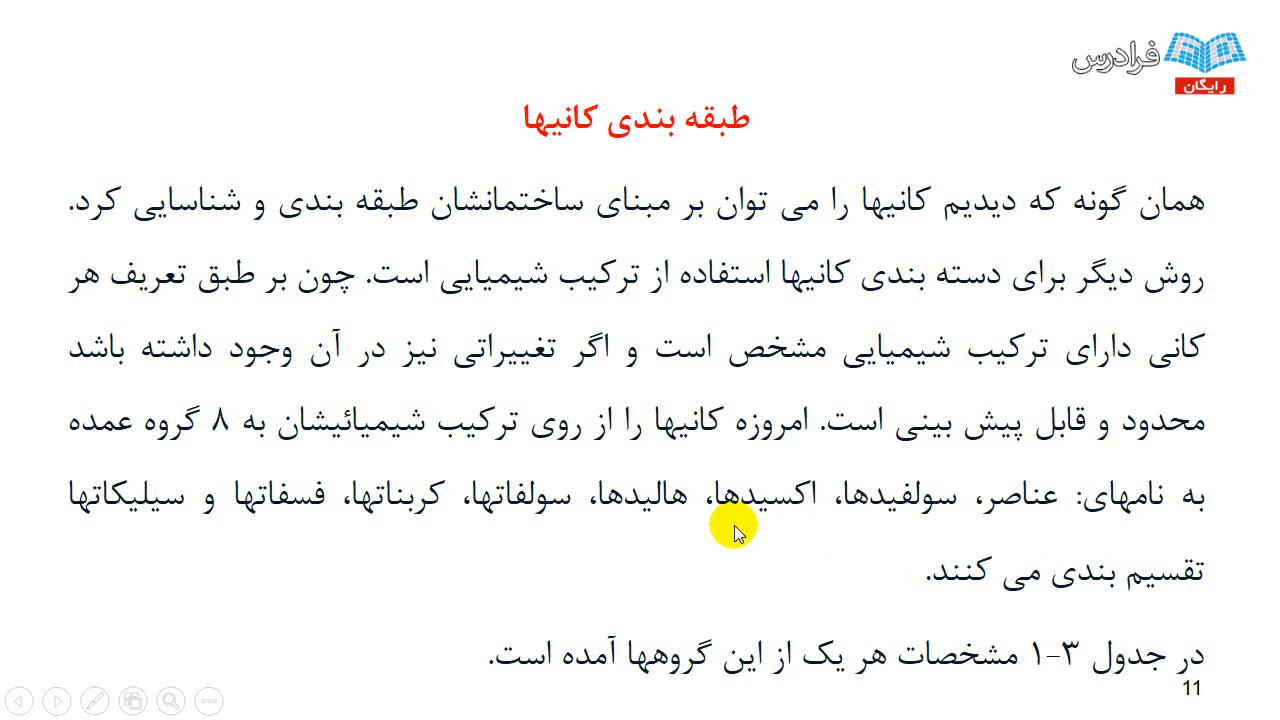 فرادرس
رایگان
طبقه بندی کانیها
همان گونه که دیدیم کانیها را می توان بر مبنای ساختمانشان طبقه بندی و شناسایی کرد.
روش دیگر برای دسته بندی کانیها استفاده از ترکیب شیمیایی است. چون بر طبق تعریف هر
کانی دارای ترکیب شیمیایی مشخص است و اگر تغییراتی نیز در آن وجود داشته باشد
محدود و قابل پیش بینی است. امروزه کانیها را از روی ترکیب شیمیائیشان به ۸ گروه عمده
به نامهای: عناصر، سولفیدها، اکسیدها، هالیدها، سولفاتها، کربناتها، فسفاتها و سیلیکاتها
تقسیم بندی می کنند.
در جدول ۳-۱ مشخصات هر یک از این گروهها آمده است.
11